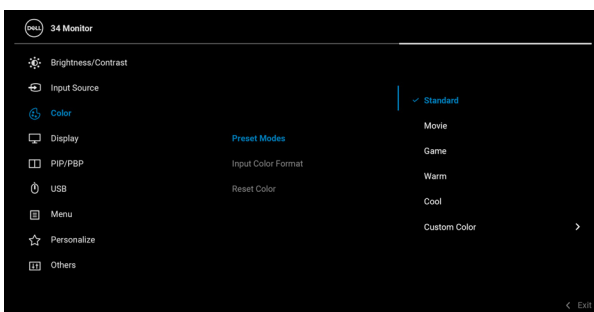 DELL 34 Monitor
Brightness/Contrast
Input Source
Color
Display
PIP/PBP
USB
Menu
Personalize
Others
Preset Modes
Input Color Format
Reset Color
Standard
Movie
Game
Warm
Cool
Custom Color
Exit